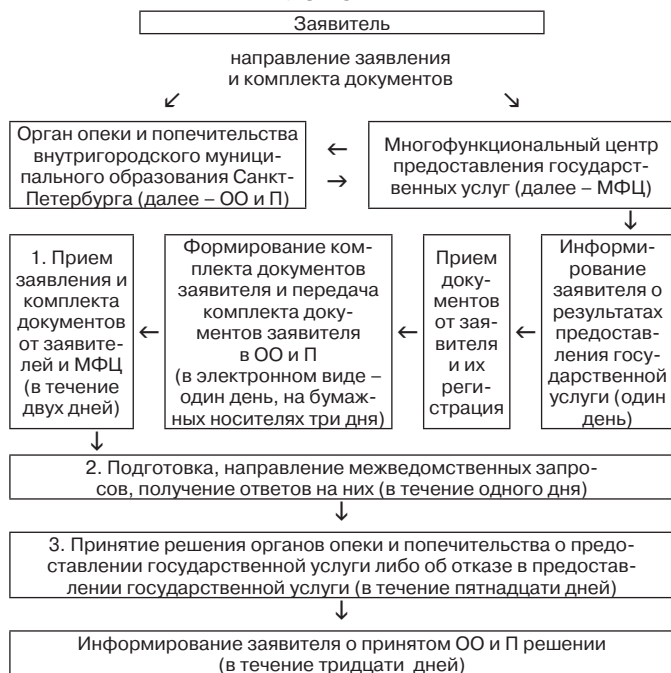 Заявитель
направление заявления
и комплекта документов
↙ ↘
Орган опеки и попечительства
внутригородского муници-
пального образования Санкт-
Петербурга (далее – ОО и П)
←
→
Многофункциональный центр
предоставления государст-
венных услуг (далее – МФЦ)
↓
1. Прием
заявления и
комплекта
документов
от заявите-
лей и МФЦ
(в течение
двух дней)
←
Формирование ком-
плекта документов
заявителя и передача
комплекта доку-
ментов заявителя
в ОО и П
(в электронном виде –
один день, на бумаж-
ных носителях три дня)
←
Прием
доку-
ментов
от зая-
вителя
и их
реги-
страция
←
Информи-
рование
заявителя о
результатах
предостав-
ления госу-
дарственной
услуги (один
день)
↓
2. Подготовка, направление межведомственных запро-
сов, получение ответов на них (в течение одного дня)
↓
3. Принятие решения органов опеки и попечительства о предо-
ставлении государственной услуги либо об отказе в предостав-
лении государственной услуги (в течение пятнадцати дней)
↓
Информирование заявителя о принятом ОО и П решении
(в течение тридцати дней)